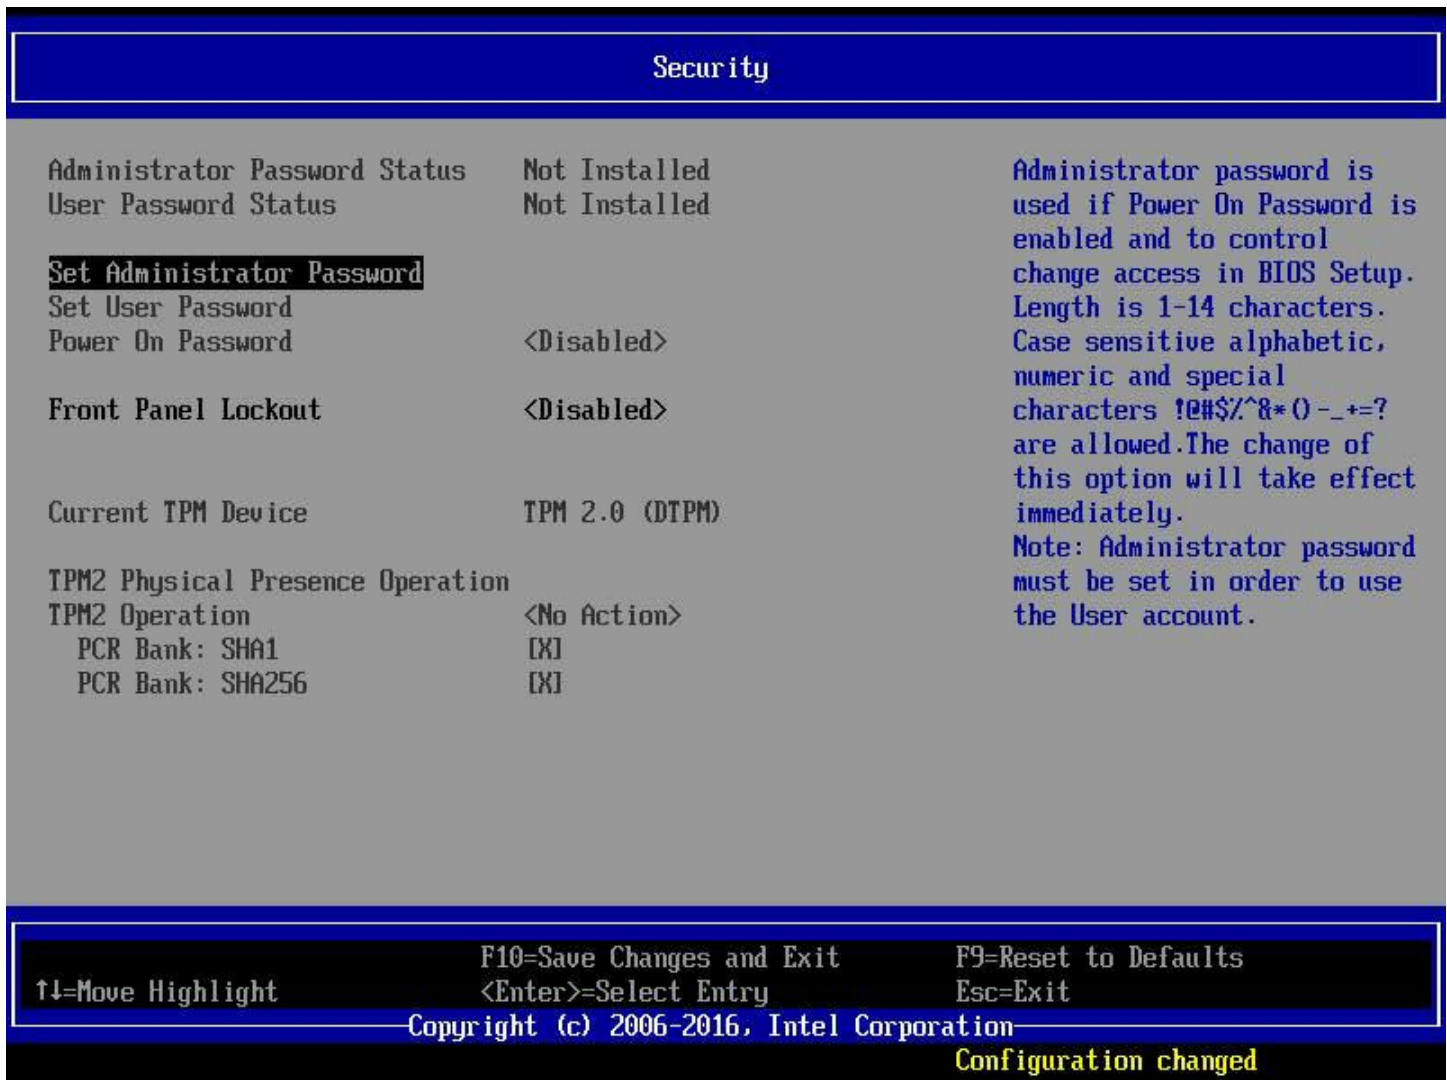 Security
Administrator Password Status Not Installed
User Password Status Not Installed
Set Administrator Password
Set User Password
Power On Password <Disabled>
Front Panel Lockout <Disabled>
Current TPM Device TPM 2.0 (DTPM)
TPM2 Physical Presence Operation
TPM2 Operation <No Action>
PCR Bank: SHA1 [X]
PCR Bank: SHA256 [X]
Administrator password is
used if Power On Password is
enabled and to control
change access in BIOS Setup.
Length is 1-14 characters.
Case sensitive alphabetic,
numeric and special
characters !@#$%^&*()-_+=?
are allowed.The change of
this option will take effect
immediately.
Note: Administrator password
must be set in order to use
the User account.
F10=Save Changes and Exit F9=Reset to Defaults
↑↓=Move Highlight <Enter>=Select Entry Esc=Exit
Copyright (c) 2006-2016, Intel Corporation
Configuration changed